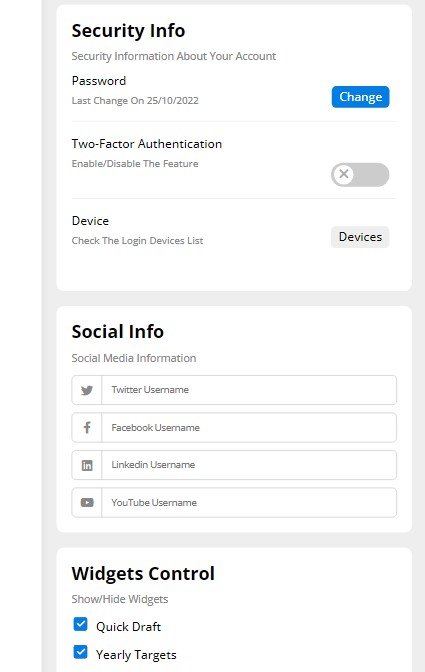 Security Info
Security Information About Your Account
Password
Last Change On 25/10/2022
Change
Two-Factor Authentication
Enable/Disable The Feature
Device
Check The Login Devices List
Devices
Social Info
Social Media Information
Twitter Username
Facebook Username
Linkedin Username
YouTube Username
Widgets Control
Show/Hide Widgets
Quick Draft
Yearly Targets